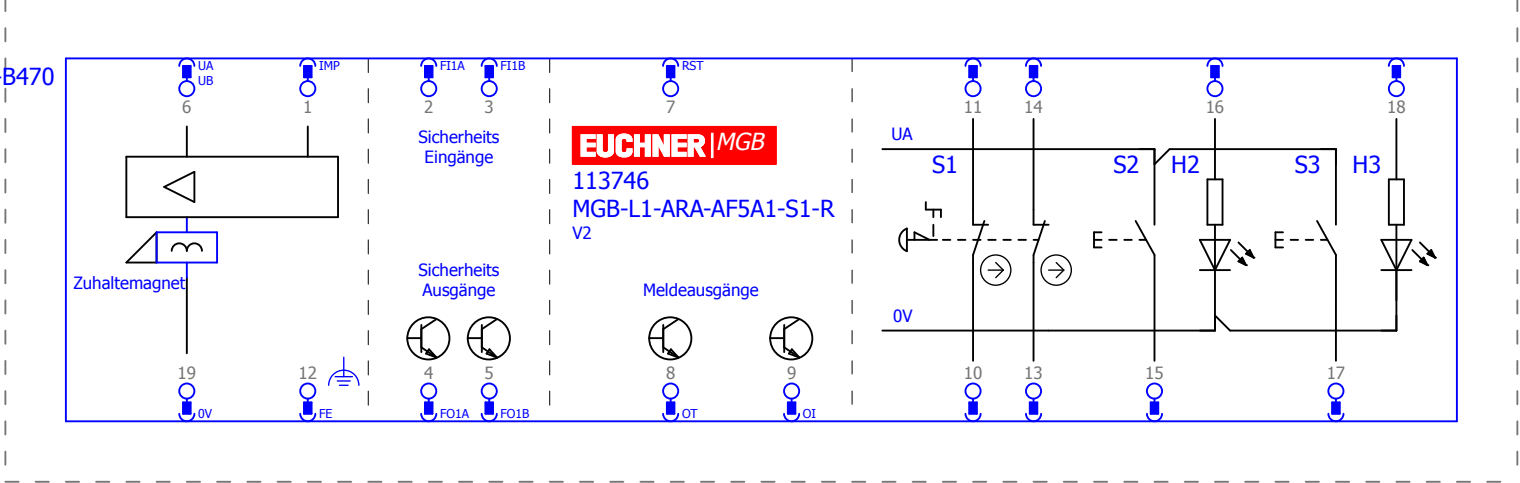 -B470
UA
UB
IMP
FI1A
FI1B
RST
6
1
2
3
7
11
14
16
18
Sicherheits
Eingänge
EUCHNER|MGB
113746
MGB-L1-ARA-AF5A1-S1-R
V2
UA
S1
S2
H2
S3
H3
Zuhaltemagnet
Sicherheits
Ausgänge
Meldeausgänge
0V
19
12
4
5
8
9
10
13
15
17
0V
FE
FO1A
FO1B
OT
OI